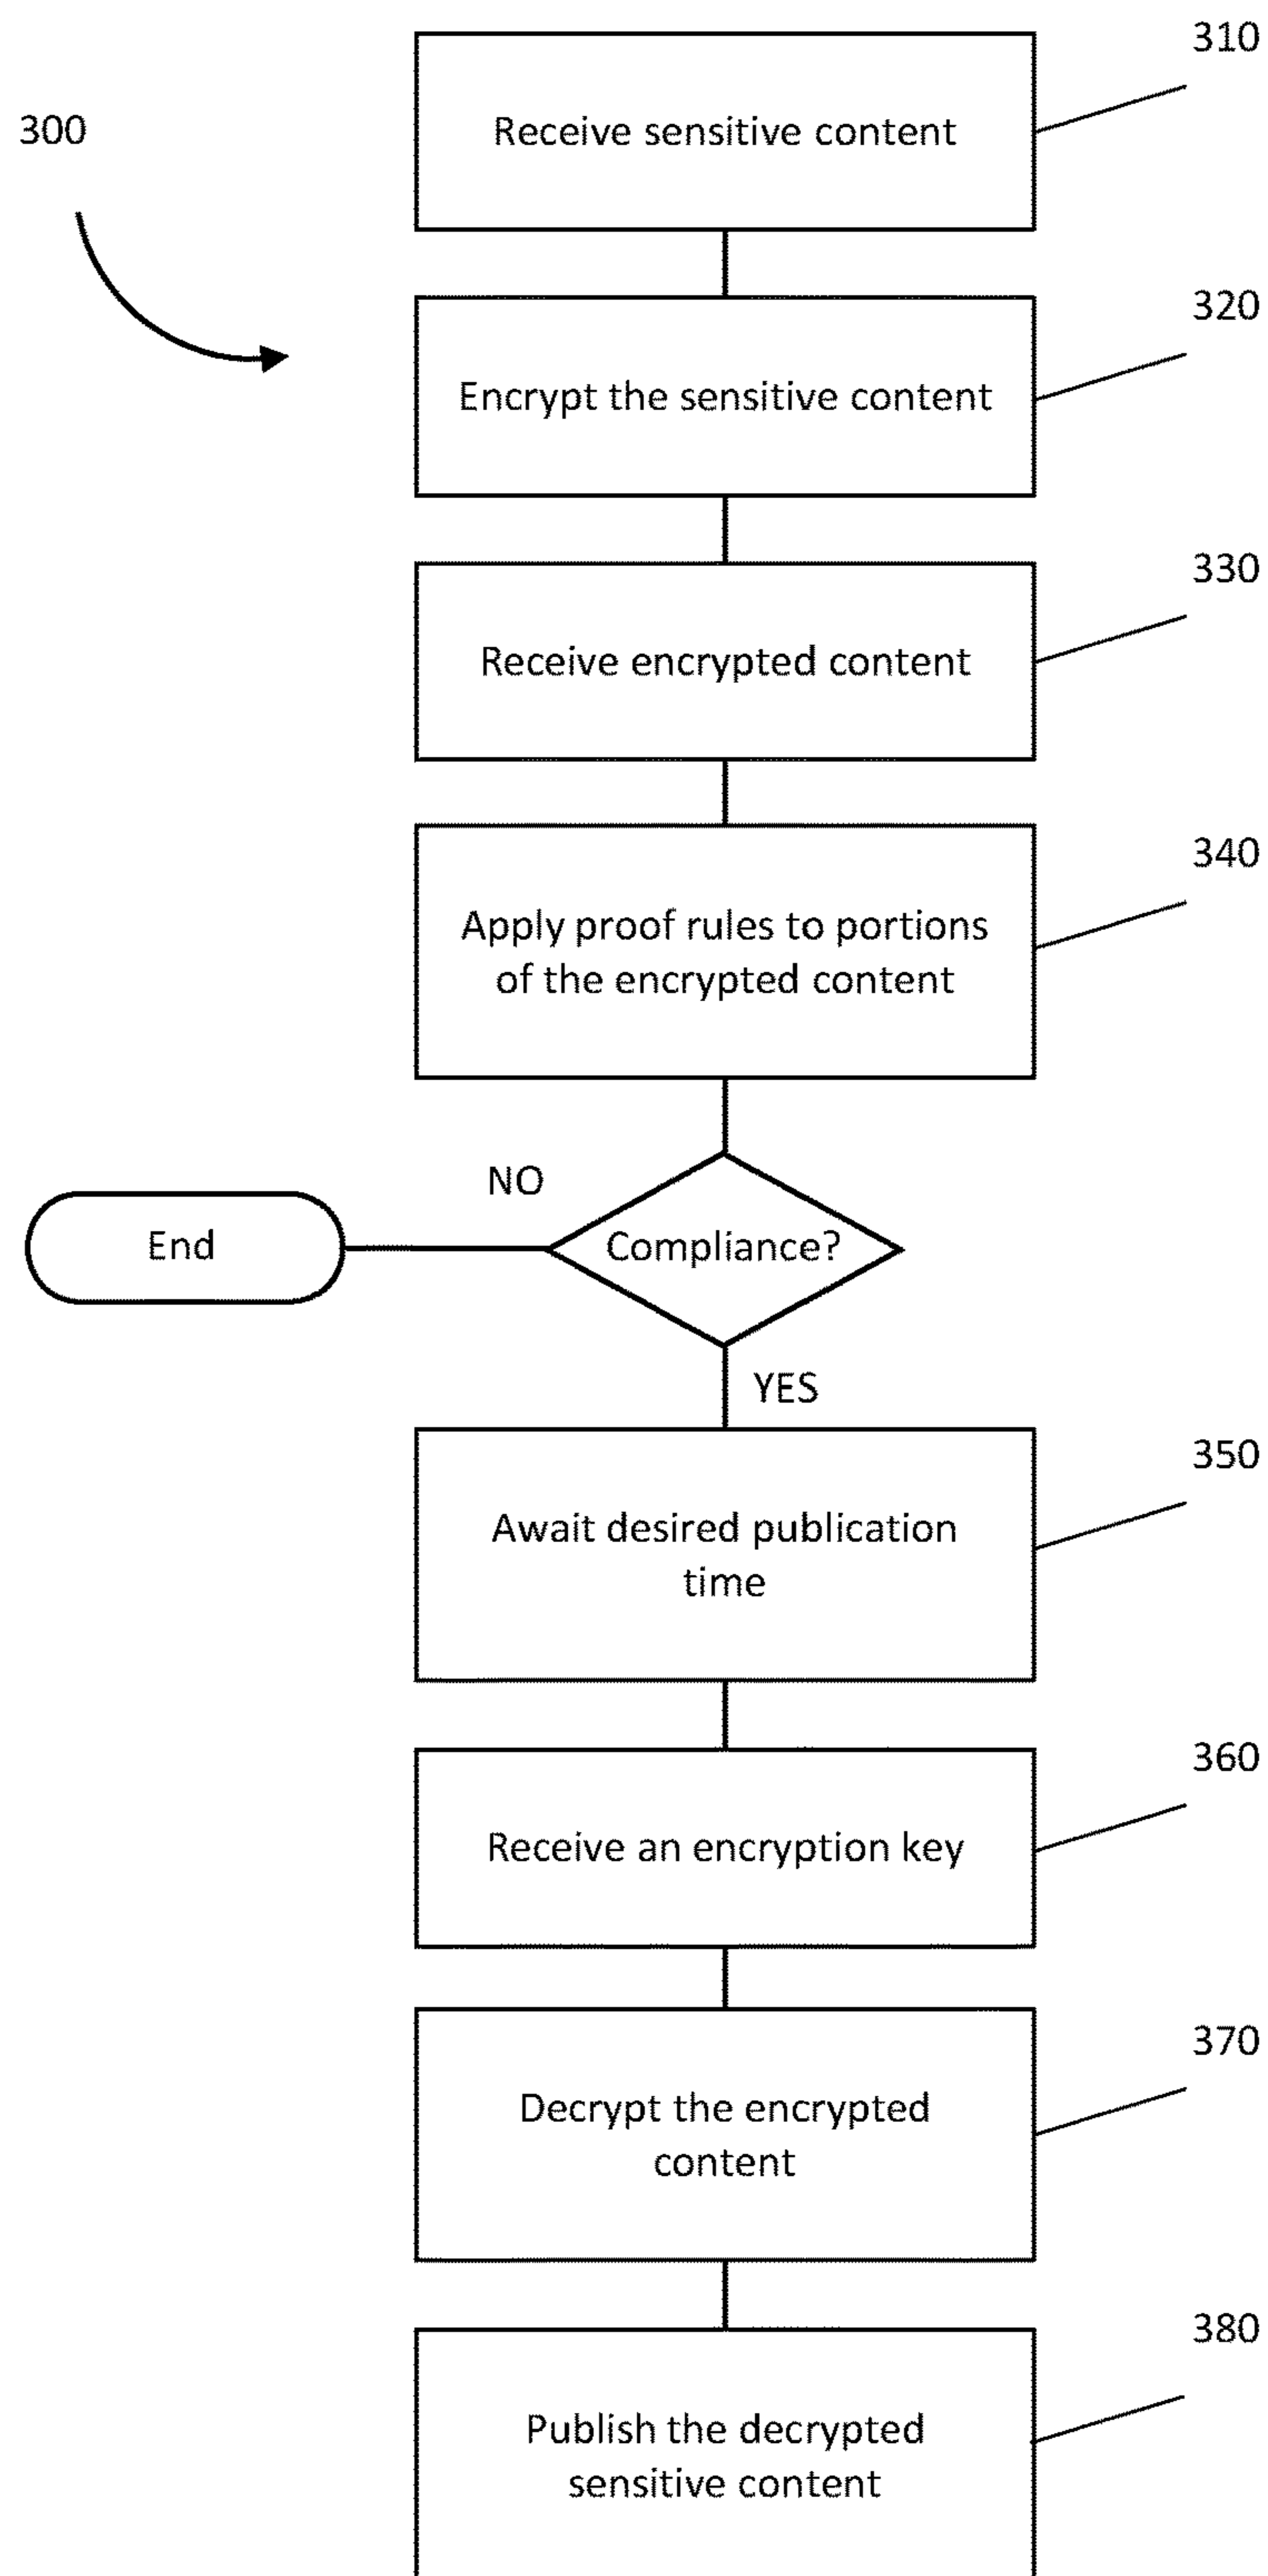 310
Receive sensitive content
300
320
Encrypt the sensitive content
330
Receive encrypted content
340
Apply proof rules to portions
of the encrypted content
NO
End
Compliance?
YES
350
Await desired publication
time
360
Receive an encryption key
370
Decrypt the encrypted
content
380
Publish the decrypted
sensitive content